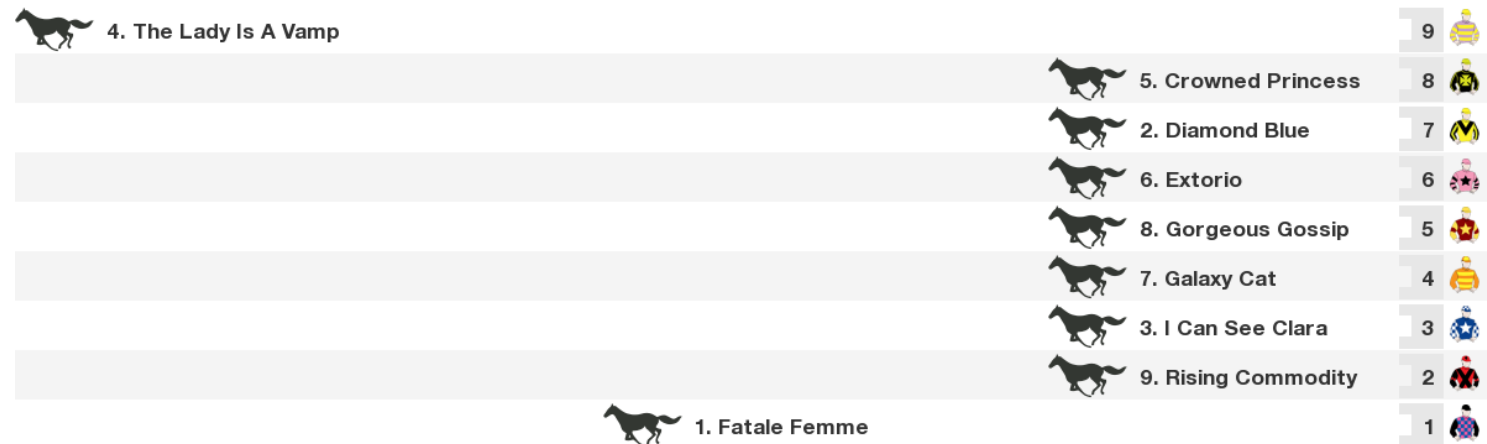 4. The Lady Is A Vamp 9
5. Crowned Princess 8
2. Diamond Blue 7
6. Extorio 6
8. Gorgeous Gossip 5
7. Galaxy Cat 4
3. I Can See Clara 3
9. Rising Commodity 2
1. Fatale Femme 1